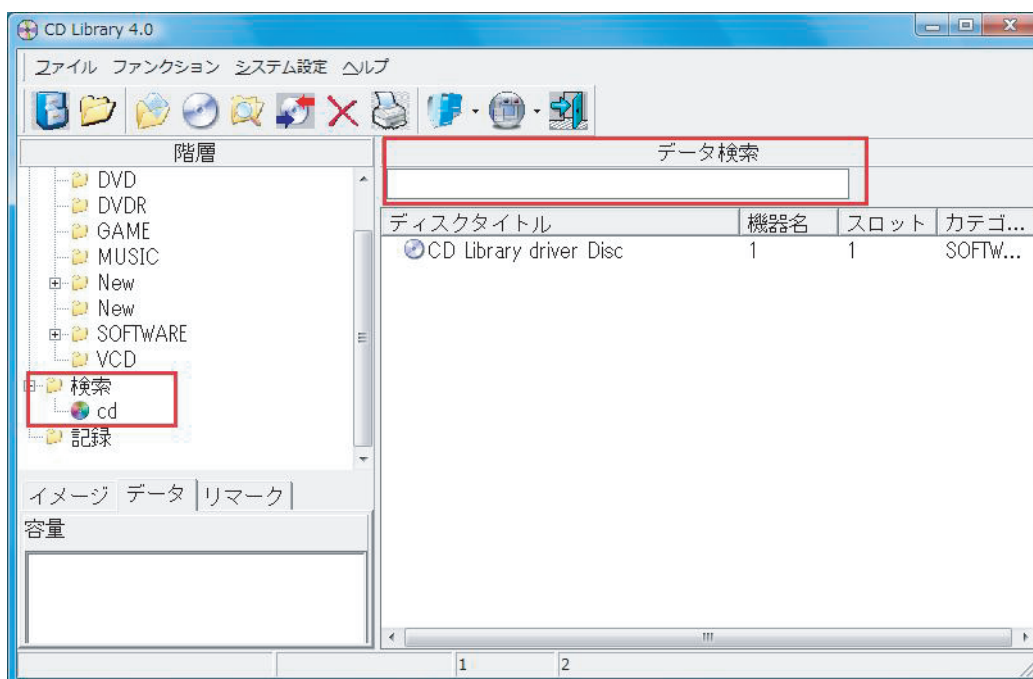 CD Library 4.0
ファイル ファンクション システム設定 ヘルプ
階層
DVD
DVDR
GAME
MUSIC
New
New
SOFTWARE
VCD
検索
cd
記録
イメージ データ リマーク
容量
データ検索
ディスクタイトル 機器名 スロット カテゴ...
CD Library driver Disc 1 1 SOFTW...
1 2